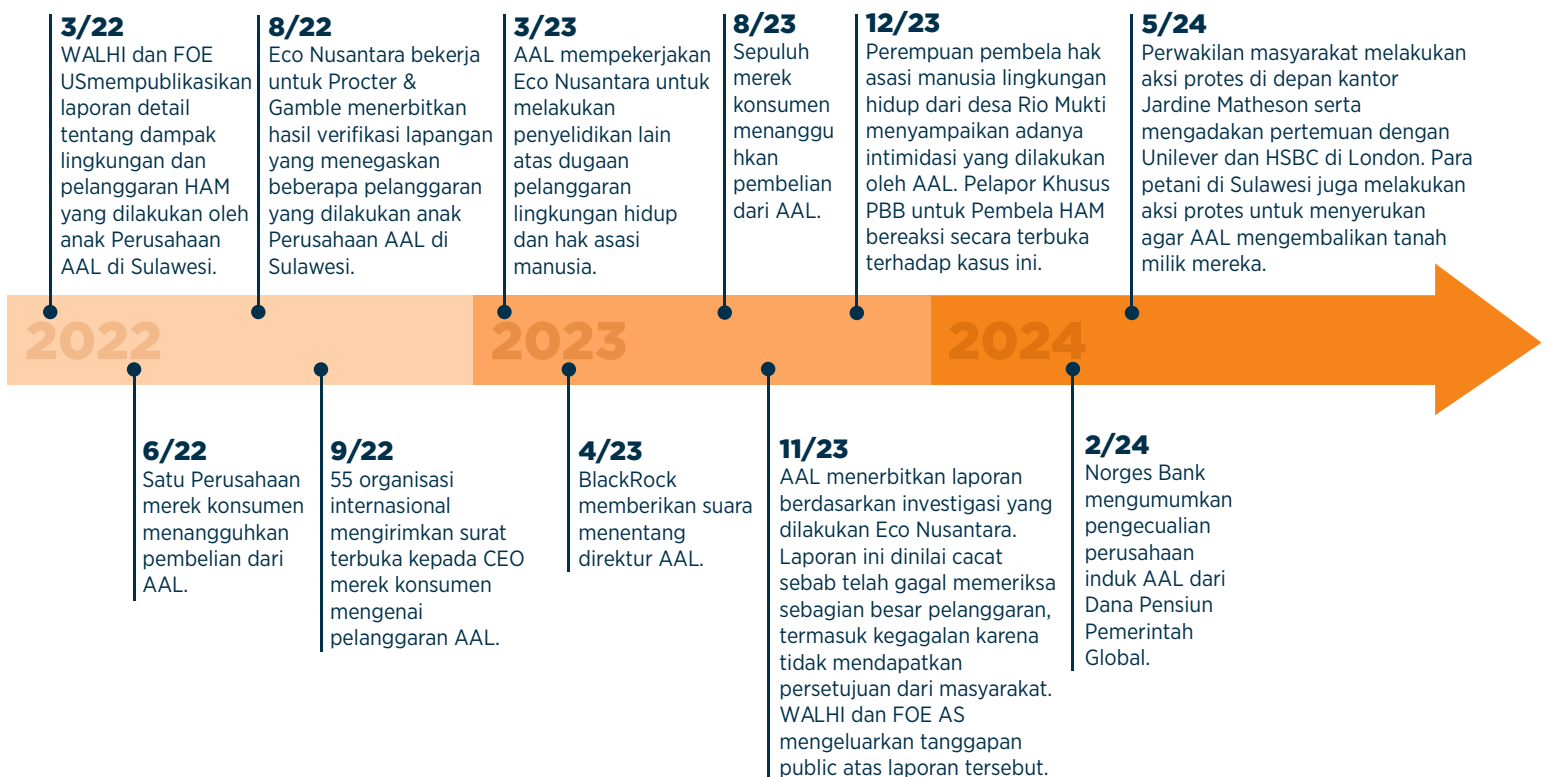 3/22
WALHI dan FOE
USmempublikasikan
laporan detail
tentang dampak
lingkungan dan
pelanggaran HAM
yang dilakukan oleh
anak Perusahaan
AAL di Sulawesi.
8/22
Eco Nusantara bekerja
untuk Procter &
Gamble menerbitkan
hasil verifikasi lapangan
yang menegaskan
beberapa pelanggaran
yang dilakukan anak
Perusahaan AAL di
Sulawesi.
3/23
AAL mempekerjakan
Eco Nusantara untuk
melakukan
penyelidikan lain
atas dugaan
pelanggaran
lingkungan hidup
dan hak asasi
manusia.
8/23
Sepuluh
merek
konsumen
menanggu
hkan
pembelian
dari AAL.
12/23
Perempuan pembela hak
asasi manusia lingkungan
hidup dari desa Rio Mukti
menyampaikan adanya
intimidasi yang dilakukan
oleh AAL. Pelapor Khusus
PBB untuk Pembela HAM
bereaksi secara terbuka
terhadap kasus ini.
5/24
Perwakilan masyarakat melakukan
aksi protes di depan kantor
Jardine Matheson serta
mengadakan pertemuan dengan
Unilever dan HSBC di London. Para
petani di Sulawesi juga melakukan
aksi protes untuk menyerukan
agar AAL mengembalikan tanah
milik mereka.
2022
2023
2024
6/22
Satu Perusahaan
merek konsumen
menangguhkan
pembelian dari
AAL.
9/22
55 organisasi
internasional
mengirimkan surat
terbuka kepada CEO
merek konsumen
mengenai
pelanggaran AAL.
4/23
BlackRock
memberikan suara
menentang
direktur AAL.
11/23
AAL menerbitkan laporan
berdasarkan investigasi yang
dilakukan Eco Nusantara.
Laporan ini dinilai cacat
sebab telah gagal memeriksa
sebagian besar pelanggaran,
termasuk kegagalan karena
tidak mendapatkan
persetujuan dari masyarakat.
WALHI dan FOE AS
mengeluarkan tanggapan
public atas laporan tersebut.
2/24
Norges Bank
mengumumkan
pengecualian
perusahaan
induk AAL dari
Dana Pensiun
Pemerintah
Global.